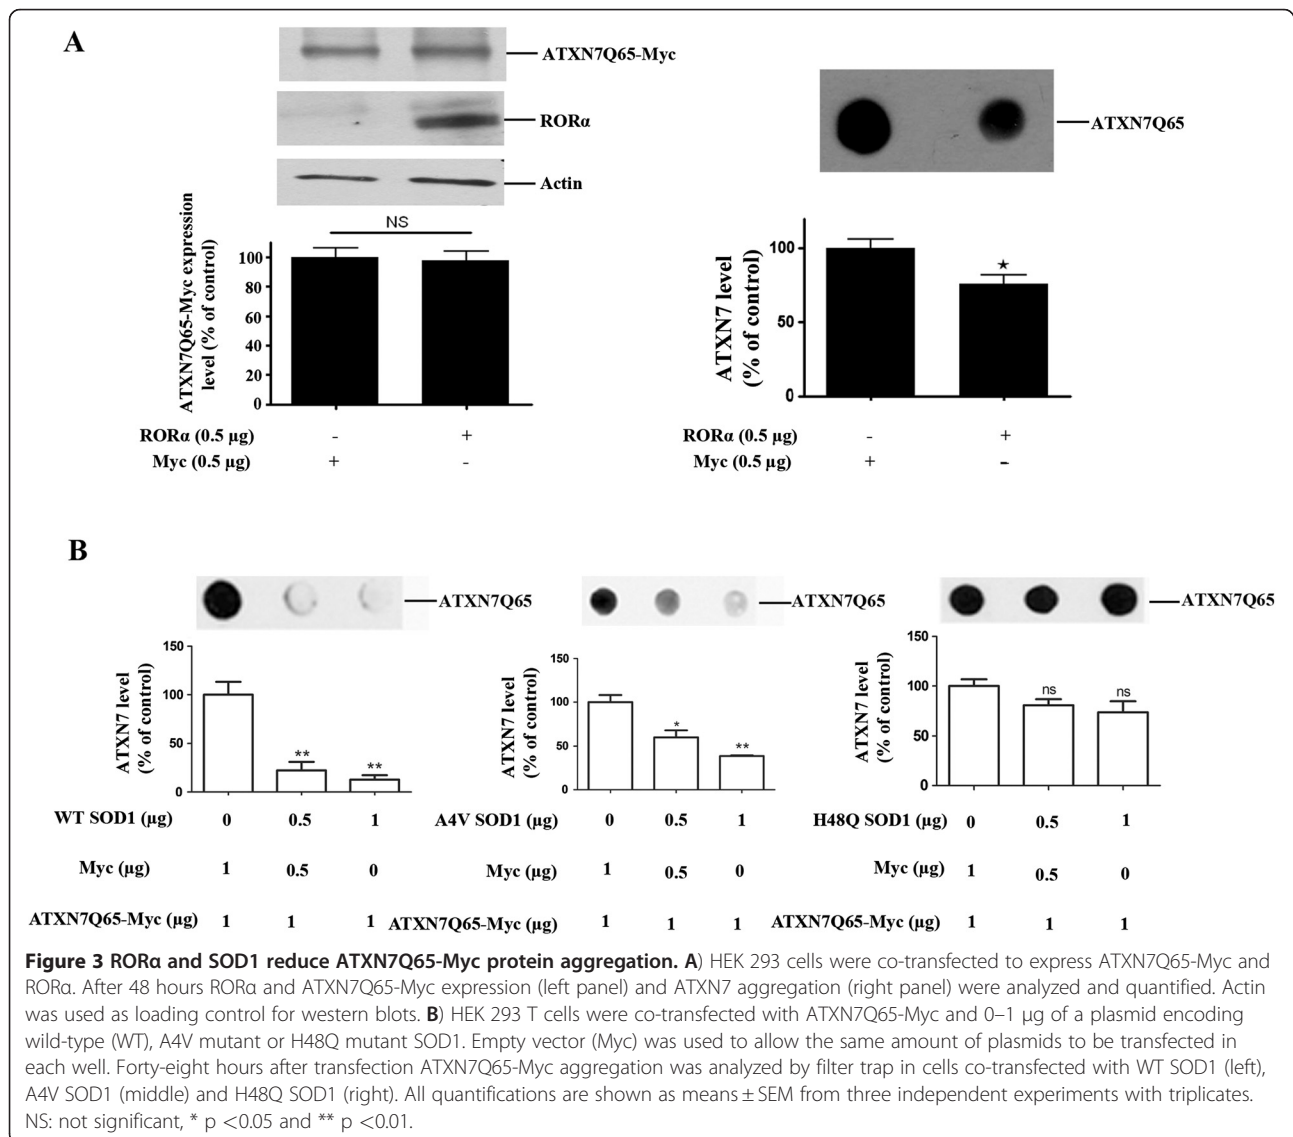 A
ATXN7Q65-Myc
RORα
Actin
ATXN7Q65-Myc expression
level (% of control)
NS
100
80
60
40
20
0
RORα (0.5 µg) - +
Myc (0.5 µg) + -
ATXN7Q65
ATXN7 level
(% of control)
100
50
0
★
RORα (0.5 µg) - +
Myc (0.5 µg) + -
B
ATXN7Q65
ATXN7 level
(% of control)
150
100
50
0
** **
WT SOD1 (µg) 0 0.5 1
Myc (µg) 1 0.5 0
ATXN7Q65-Myc (µg) 1 1 1
ATXN7Q65
ATXN7 level
(% of control)
150
100
50
0
* **
A4V SOD1 (µg) 0 0.5 1
Myc (µg) 1 0.5 0
ATXN7Q65-Myc (µg) 1 1 1
ATXN7Q65
ATXN7 level
(% of control)
150
100
50
0
ns ns
H48Q SOD1 (µg) 0 0.5 1
Myc (µg) 1 0.5 0
ATXN7Q65-Myc (µg) 1 1 1
Figure 3 RORα and SOD1 reduce ATXN7Q65-Myc protein aggregation. A) HEK 293 cells were co-transfected to express ATXN7Q65-Myc and
RORα. After 48 hours RORα and ATXN7Q65-Myc expression (left panel) and ATXN7 aggregation (right panel) were analyzed and quantified. Actin
was used as loading control for western blots. B) HEK 293 T cells were co-transfected with ATXN7Q65-Myc and 0–1 µg of a plasmid encoding
wild-type (WT), A4V mutant or H48Q mutant SOD1. Empty vector (Myc) was used to allow the same amount of plasmids to be transfected in
each well. Forty-eight hours after transfection ATXN7Q65-Myc aggregation was analyzed by filter trap in cells co-transfected with WT SOD1 (left),
A4V SOD1 (middle) and H48Q SOD1 (right). All quantifications are shown as means ± SEM from three independent experiments with triplicates.
NS: not significant, * p <0.05 and ** p <0.01.